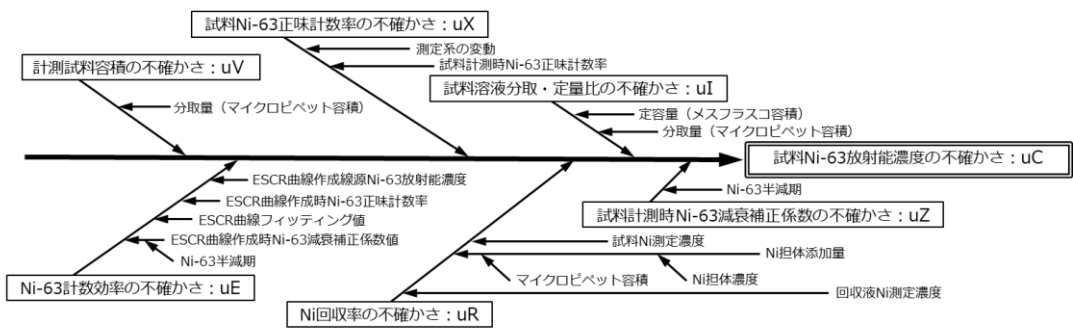 試料Ni-63正味計数率の不確かさ：uX
測定系の変動
試料計測時Ni-63正味計数率
計測試料容積の不確かさ：uV
分取量（マイクロピペット容積）
試料溶液分取・定量比の不確かさ：uI
定容量（メスフラスコ容積）
分取量（マイクロピペット容積）
試料Ni-63放射能濃度の不確かさ：uC
ESCR曲線作成線源Ni-63放射能濃度
ESCR曲線作成時Ni-63正味計数率
ESCR曲線フィッティング値
ESCR曲線作成時Ni-63減衰補正係数値
Ni-63半減期
Ni-63計数効率の不確かさ：uE
Ni-63半減期
試料計測時Ni-63減衰補正係数の不確かさ：uZ
試料Ni測定濃度
Ni担体添加量
マイクロピペット容積
Ni担体濃度
回収液Ni測定濃度
Ni回収率の不確かさ：uR